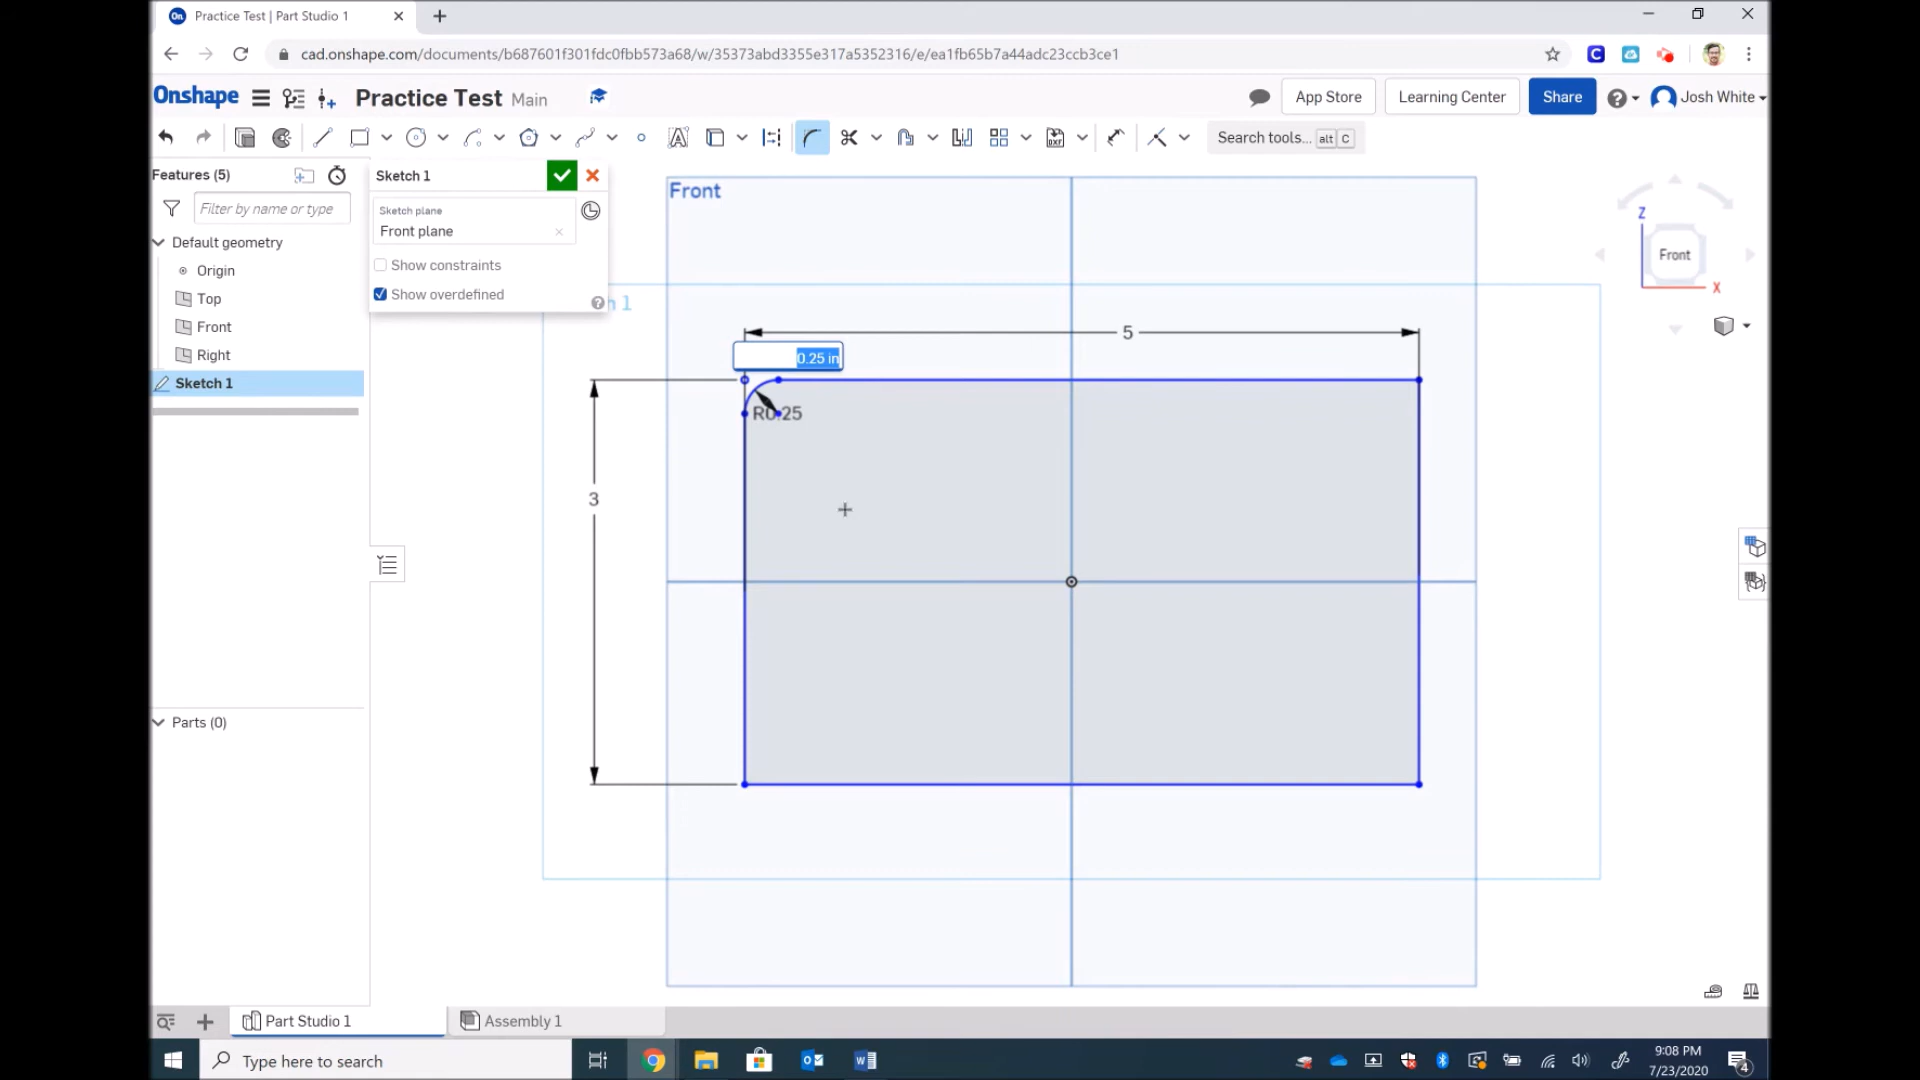 Practice Test | Part Studio 1
cad.onshape.com/documents/b687601f301fdc0fbb573a68/w/35373abd3355e317a5352316/e/ea1fb65b7a44adc23ccb3ce1
Onshape Practice Test Main
App Store Learning Center Share Josh White
Search tools... alt C
Features (5)
Filter by name or type
Default geometry
Origin
Top
Front
Right
Sketch 1
Parts (0)
Sketch 1
Sketch plane
Front plane
Show constraints
Show overdefined
h 1
Front
5
0.25 in
R0.25
3
Z
Front
X
Part Studio 1
Assembly 1
Type here to search
9:08 PM
7/23/2020
4